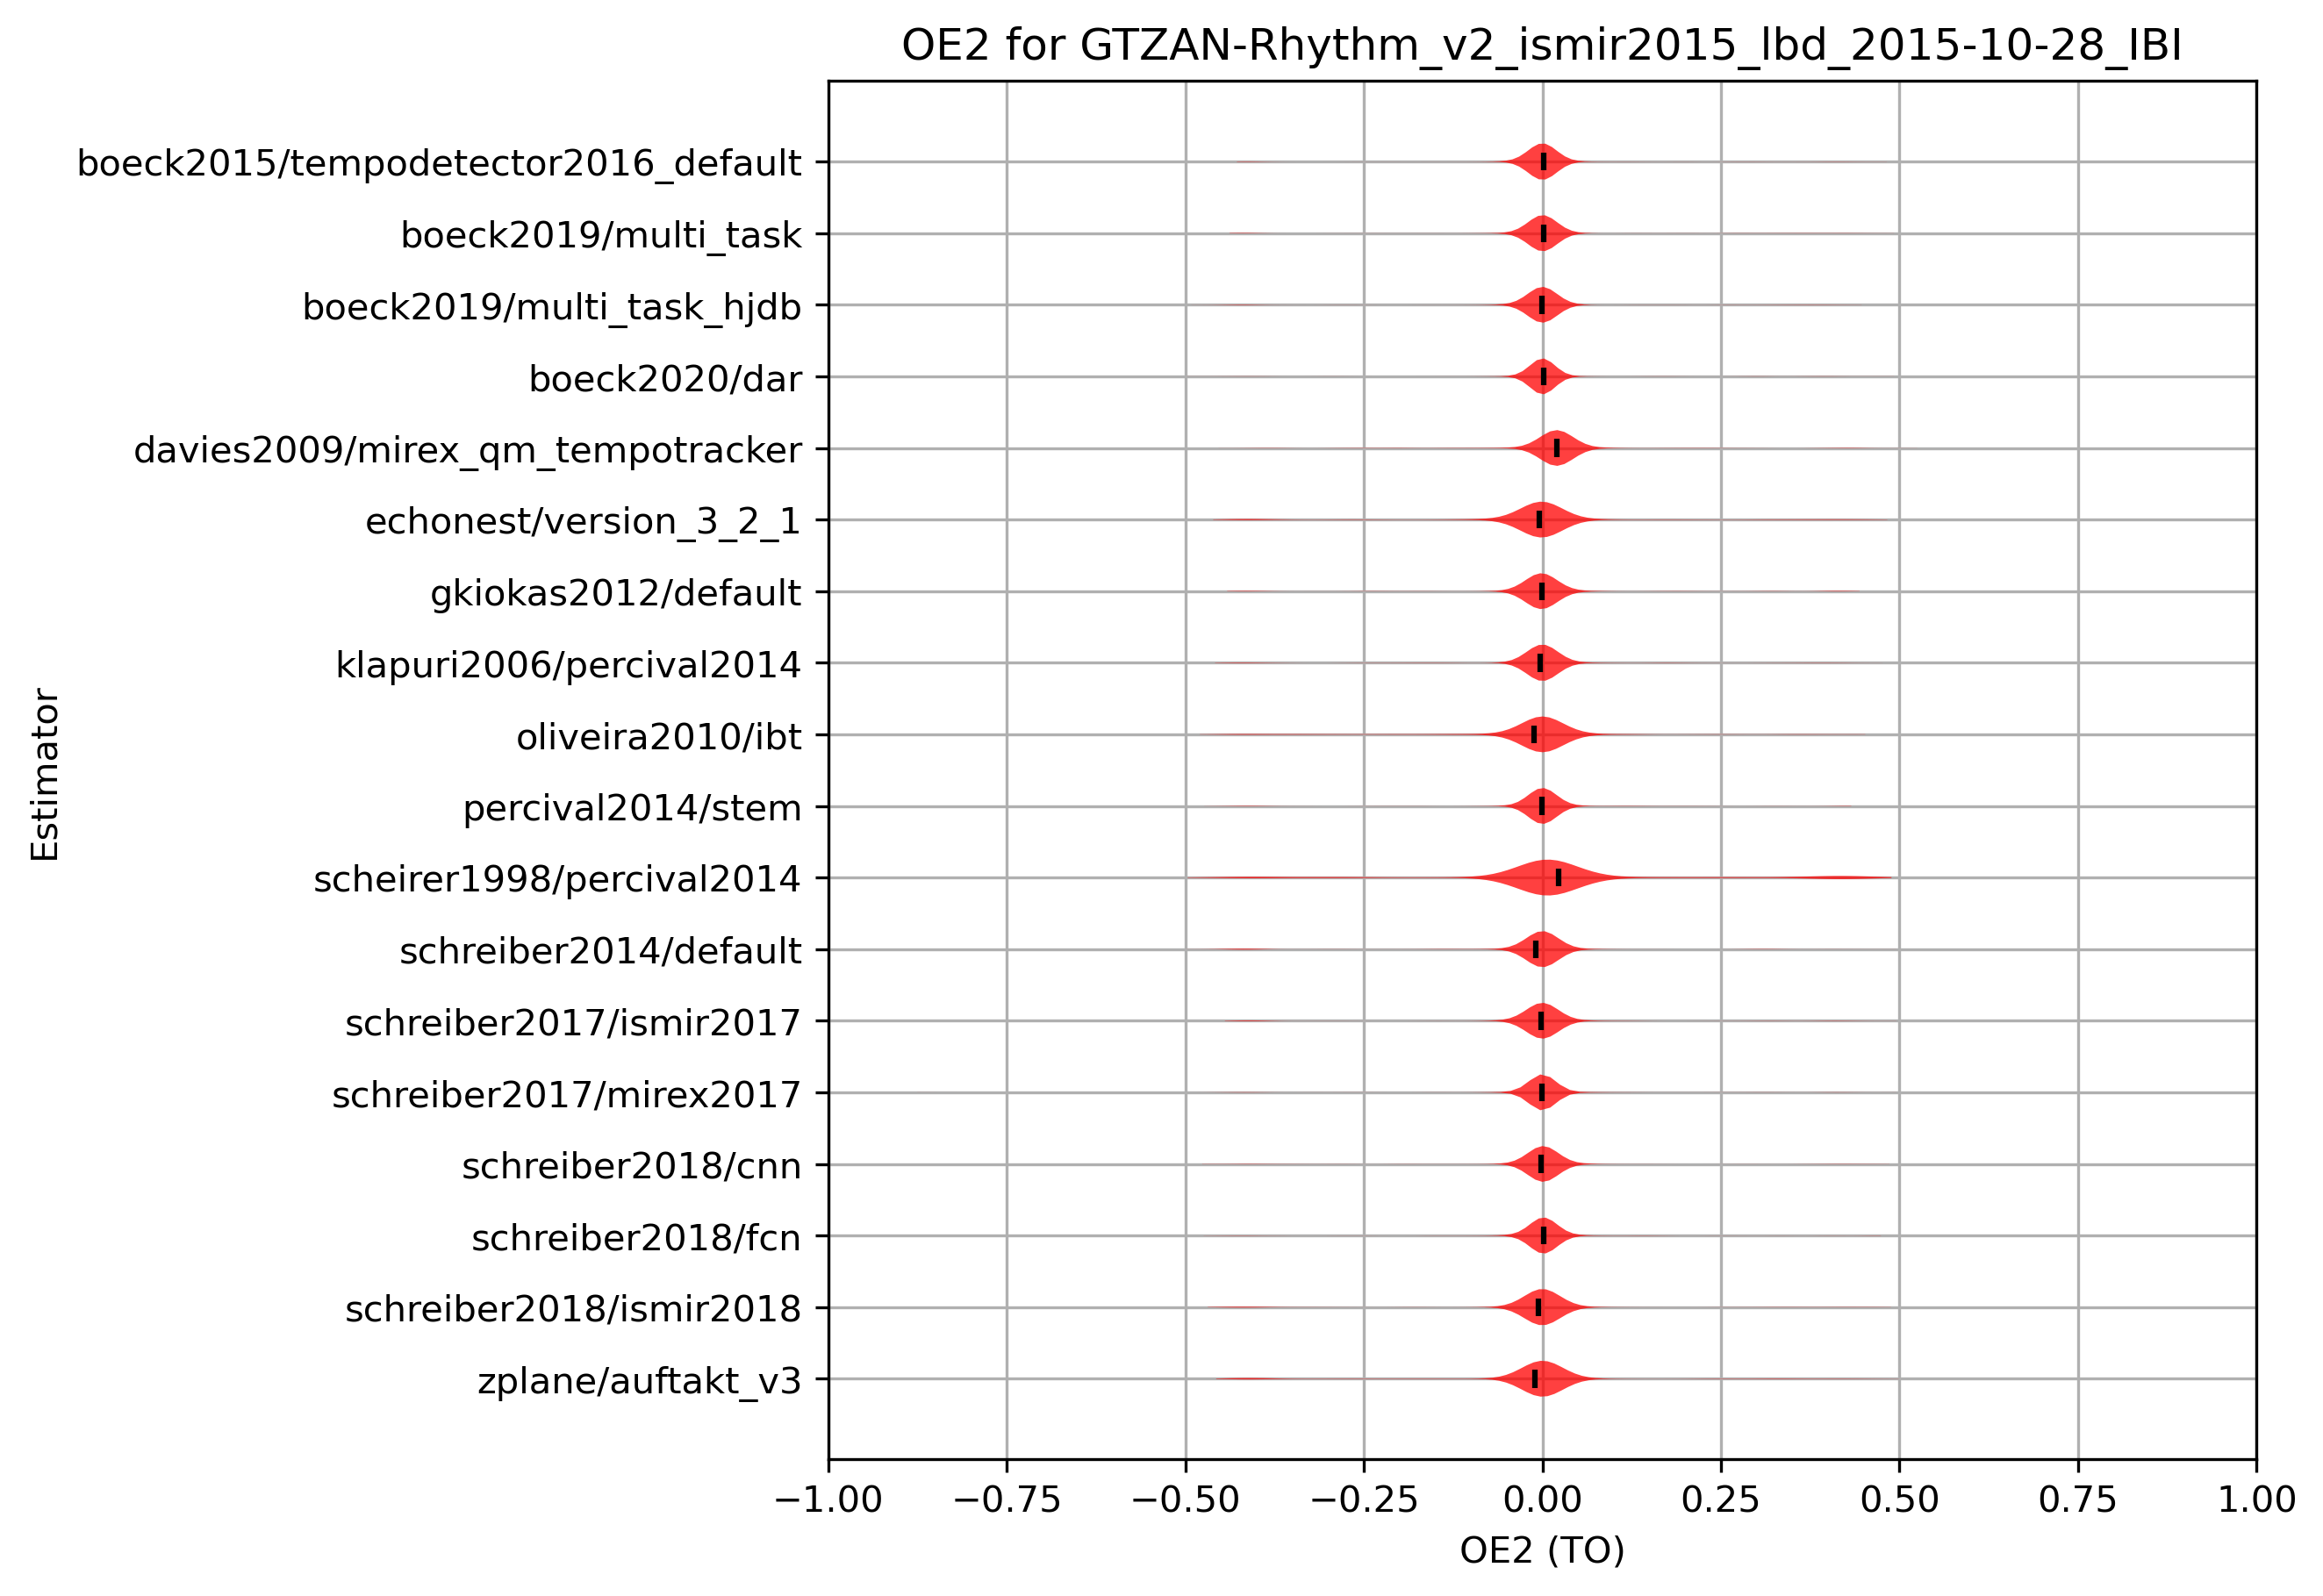 OE2 for GTZAN-Rhythm_v2_ismir2015_lbd_2015-10-28_IBI
Estimator
boeck2015/tempodetector2016_default
boeck2019/multi_task
boeck2019/multi_task_hjdb
boeck2020/dar
davies2009/mirex_qm_tempotracker
echonest/version_3_2_1
gkiokas2012/default
klapuri2006/percival2014
oliveira2010/ibt
percival2014/stem
scheirer1998/percival2014
schreiber2014/default
schreiber2017/ismir2017
schreiber2017/mirex2017
schreiber2018/cnn
schreiber2018/fcn
schreiber2018/ismir2018
zplane/auftakt_v3
−1.00 −0.75 −0.50 −0.25 0.00 0.25 0.50 0.75 1.00
OE2 (TO)